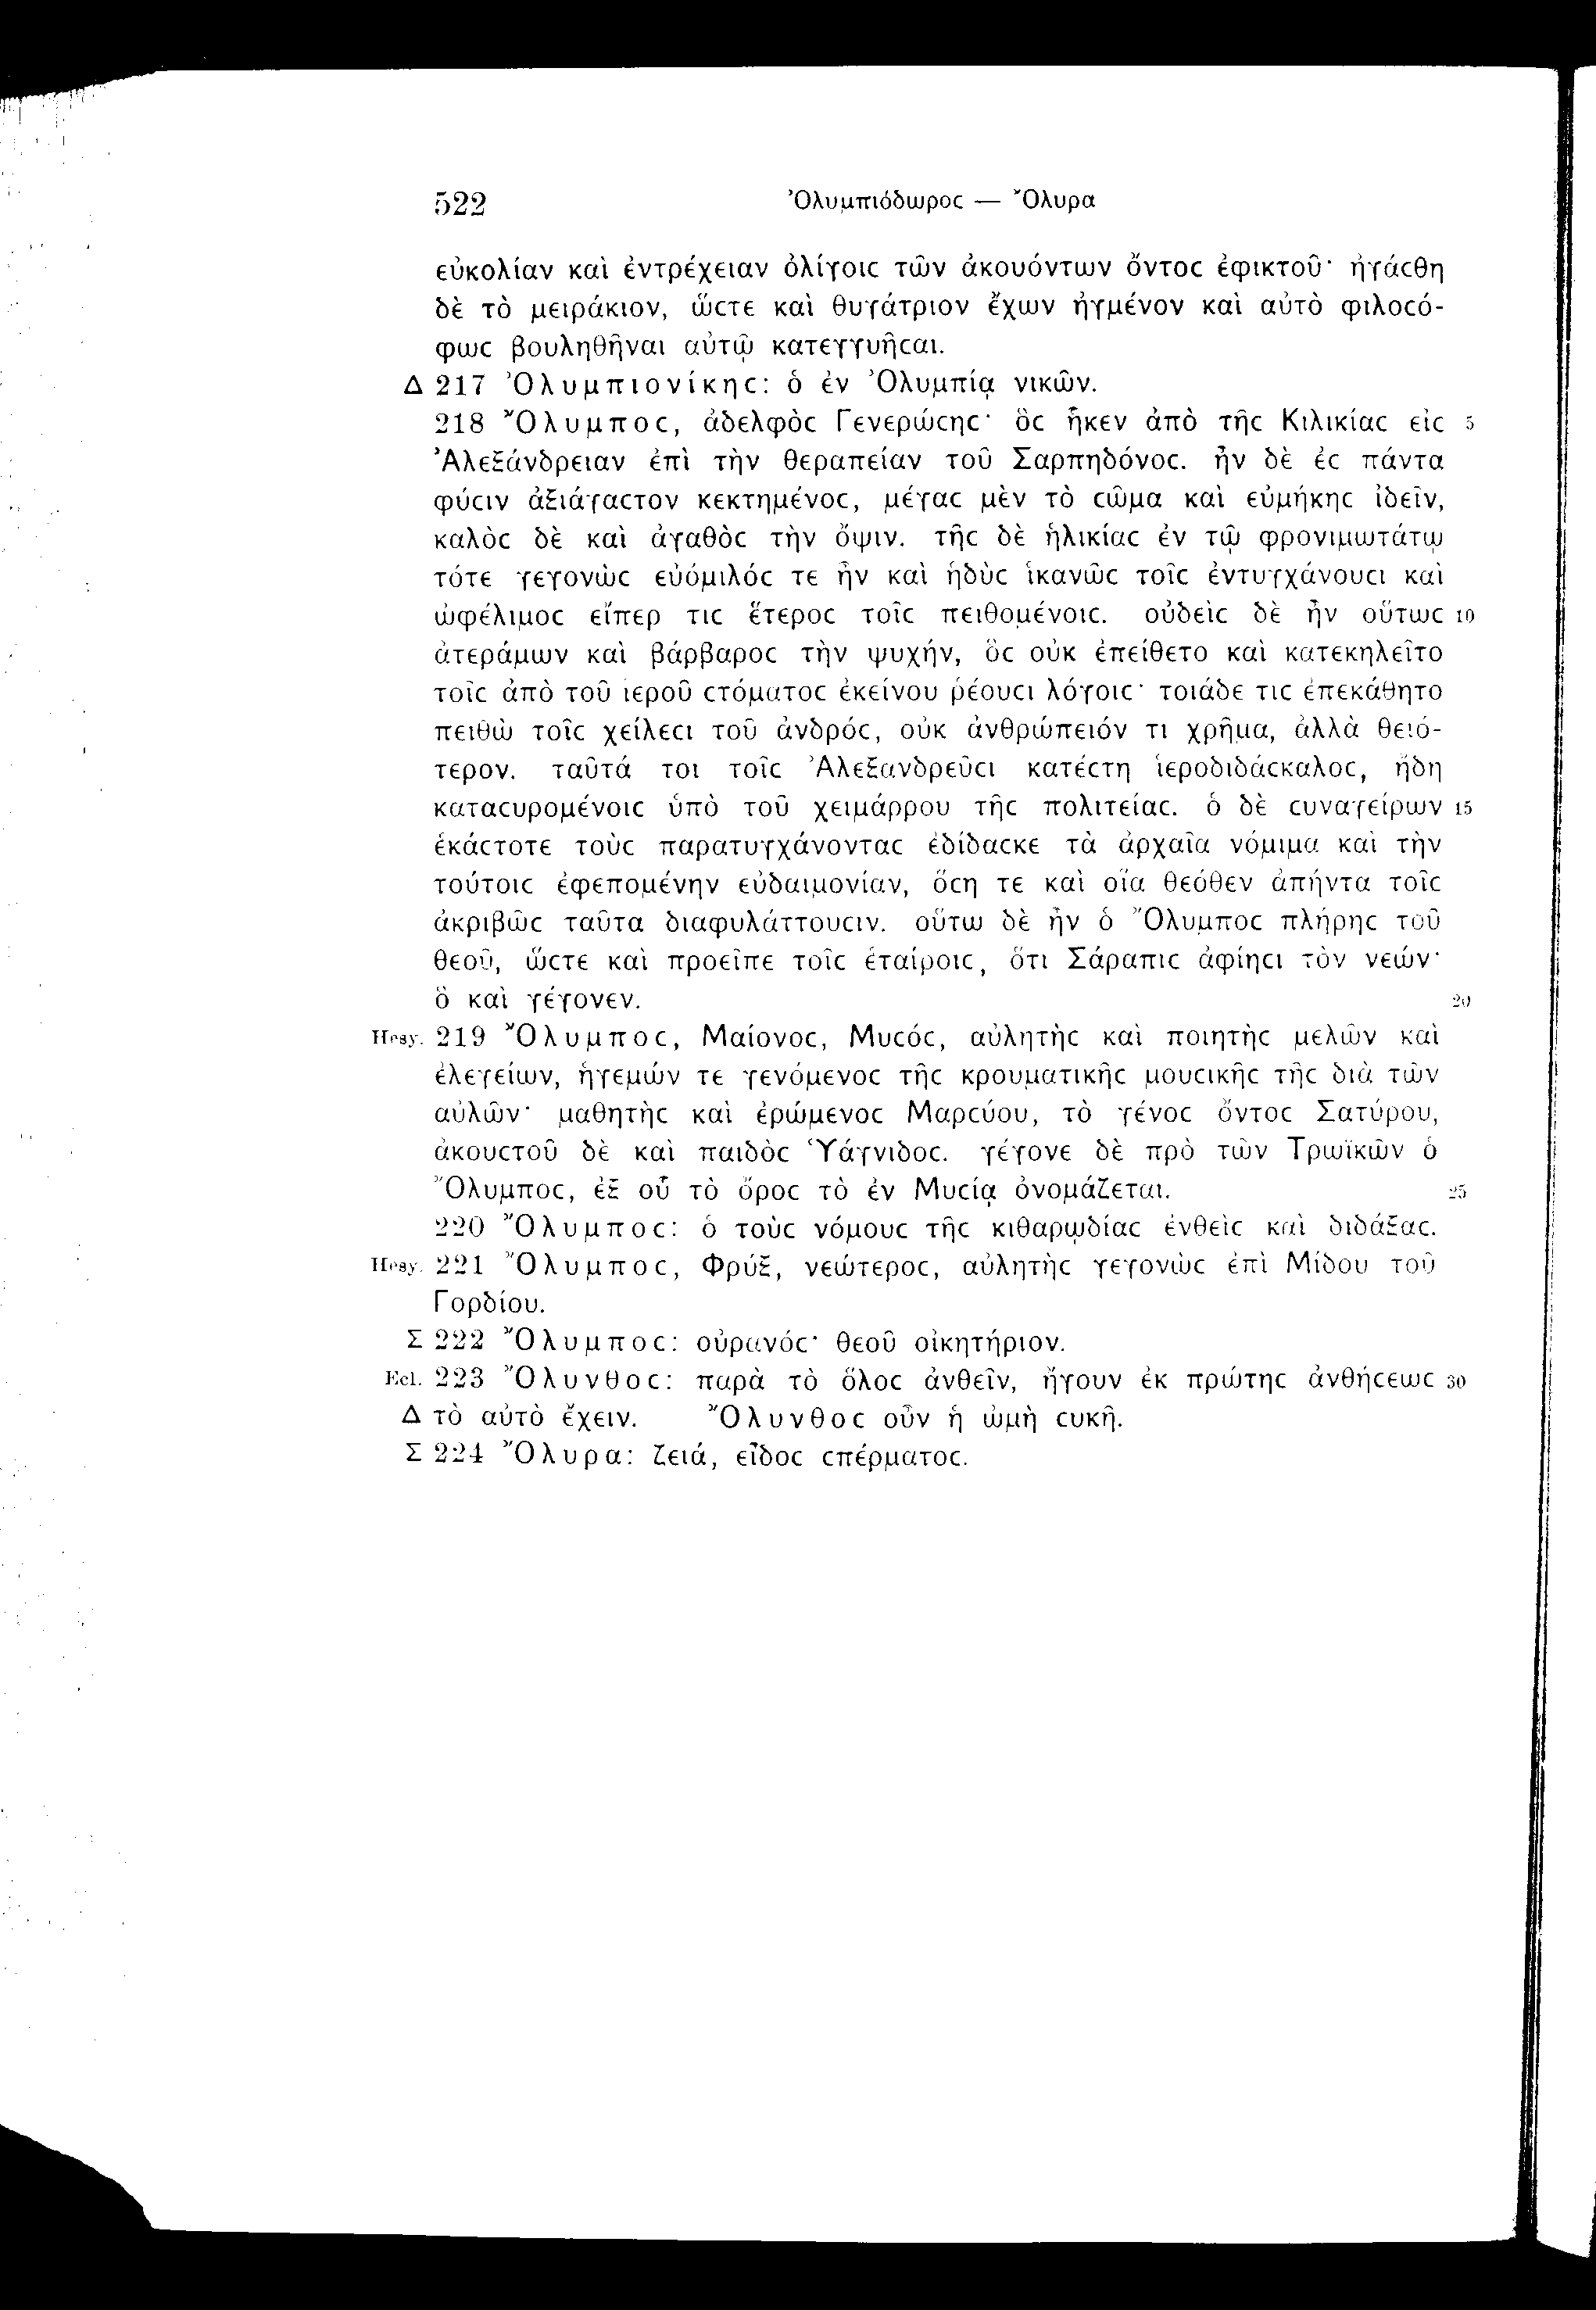 522 Ὀλυμπιόδωρος — Ὄλυρα
εὐκολίαν καὶ ἐντρέχειαν ὀλίγοιϲ τῶν ἀκουόντων ὄντοϲ ἐφικτοῦ· ἠγάϲθη
δὲ τὸ μειράκιον, ὥϲτε καὶ θυγάτριον ἔχων ἠγμένον καὶ αὐτὸ φιλοϲό-
φωϲ βουληθῆναι αὐτῷ κατεγγυῆϲαι.
Δ 217 Ὀλυμπιονίκηϲ: ὁ ἐν Ὀλυμπίᾳ νικῶν.
218 Ὄλυμποϲ, ἀδελφὸϲ Γενερώϲηϲ· ὃϲ ἧκεν ἀπὸ τῆϲ Κιλικίαϲ εἰϲ 5
Ἀλεξάνδρειαν ἐπὶ τὴν θεραπείαν τοῦ Σαρπηδόνοϲ. ἦν δὲ ἐϲ πάντα
φύϲιν ἀξιάγαϲτον κεκτημένοϲ, μέγαϲ μὲν τὸ ϲῶμα καὶ εὐμήκηϲ ἰδεῖν,
καλὸϲ δὲ καὶ ἀγαθὸϲ τὴν ὄψιν. τῆϲ δὲ ἡλικίαϲ ἐν τῷ φρονιμωτάτῳ
τότε γεγονὼϲ εὐόμιλόϲ τε ἦν καὶ ἡδὺϲ ἱκανῶϲ τοῖϲ ἐντυγχάνουϲι καὶ
ὠφέλιμοϲ εἴπερ τιϲ ἕτεροϲ τοῖϲ πειθομένοιϲ. οὐδεὶϲ δὲ ἦν οὕτωϲ 10
ἀτεράμων καὶ βάρβαροϲ τὴν ψυχήν, ὃϲ οὐκ ἐπείθετο καὶ κατεκηλεῖτο
τοῖϲ ἀπὸ τοῦ ἱεροῦ ϲτόματοϲ ἐκείνου ῥέουϲι λόγοιϲ· τοιάδε τιϲ ἐπεκάθητο
πειθὼ τοῖϲ χείλεϲι τοῦ ἀνδρόϲ, οὐκ ἀνθρώπειόν τι χρῆμα, ἀλλὰ θειό-
τερον. ταῦτά τοι τοῖϲ Ἀλεξανδρεῦϲι κατέϲτη ἱεροδιδάϲκαλοϲ, ἤδη
καταϲυρομένοιϲ ὑπὸ τοῦ χειμάρρου τῆϲ πολιτείαϲ. ὁ δὲ ϲυναγείρων 15
ἑκάϲτοτε τοὺϲ παρατυγχάνονταϲ ἐδίδαϲκε τὰ ἀρχαῖα νόμιμα καὶ τὴν
τούτοιϲ ἐφεπομένην εὐδαιμονίαν, ὅϲη τε καὶ οἵα θεόθεν ἀπήντα τοῖϲ
ἀκριβῶϲ ταῦτα διαφυλάττουϲιν. οὕτω δὲ ἦν ὁ Ὄλυμποϲ πλήρηϲ τοῦ
θεοῦ, ὥϲτε καὶ προεῖπε τοῖϲ ἑταίροιϲ, ὅτι Σάραπιϲ ἀφίηϲι τὸν νεών·
ὃ καὶ γέγονεν. 20
Hesy. 219 Ὄλυμποϲ, Μαίονοϲ, Μυϲόϲ, αὐλητὴϲ καὶ ποιητὴϲ μελῶν καὶ
ἐλεγείων, ἡγεμών τε γενόμενοϲ τῆϲ κρουματικῆϲ μουϲικῆϲ τῆϲ διὰ τῶν
αὐλῶν· μαθητὴϲ καὶ ἐρώμενοϲ Μαρϲύου, τὸ γένοϲ ὄντοϲ Σατύρου,
ἀκουϲτοῦ δὲ καὶ παιδὸϲ Ὑάγνιδοϲ. γέγονε δὲ πρὸ τῶν Τρωϊκῶν ὁ
Ὄλυμποϲ, ἐξ οὗ τὸ ὄροϲ τὸ ἐν Μυϲίᾳ ὀνομάζεται. 25
220 Ὄλυμποϲ: ὁ τοὺϲ νόμουϲ τῆϲ κιθαρῳδίαϲ ἐνθεὶϲ καὶ διδάξαϲ.
Hesy. 221 Ὄλυμποϲ, Φρύξ, νεώτεροϲ, αὐλητὴϲ γεγονὼϲ ἐπὶ Μίδου τοῦ
Γορδίου.
Σ 222 Ὄλυμποϲ: οὐρανόϲ· θεοῦ οἰκητήριον.
Ecl. 223 Ὄλυνθοϲ: παρὰ τὸ ὅλοϲ ἀνθεῖν, ἤγουν ἐκ πρώτηϲ ἀνθήϲεωϲ 30
Δ τὸ αὐτὸ ἔχειν. Ὄλυνθοϲ οὖν ἡ ὠμὴ ϲυκῆ.
Σ 224 Ὄλυρα: ζειά, εἶδοϲ ϲπέρματοϲ.